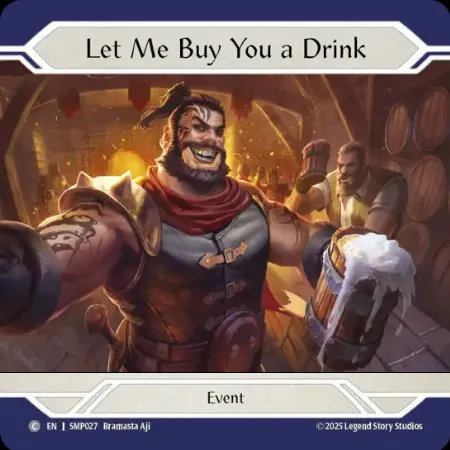 Let Me Buy You a Drink
Event
C EN | SMP027 Bramasta Aji
©2025 Legend Story Studios